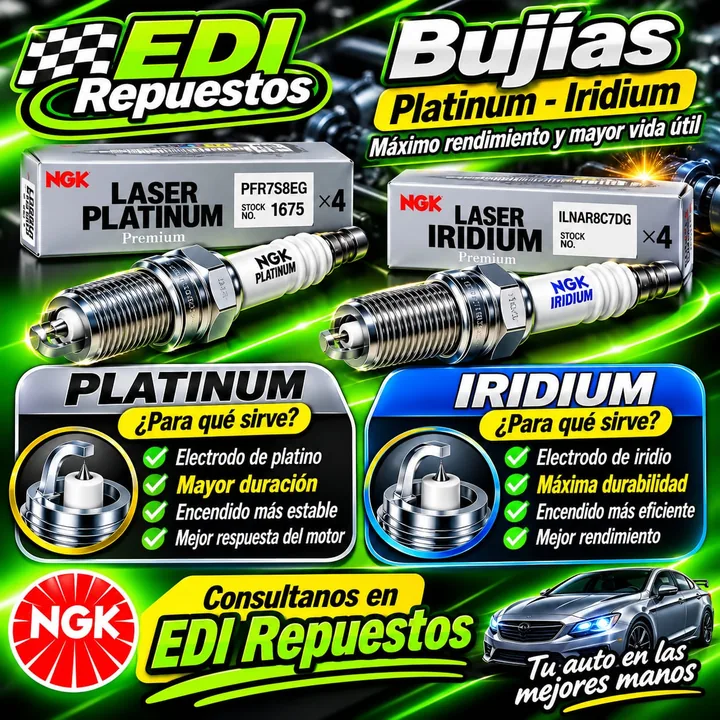 EDI
Repuestos
Bujías
Platinum - Iridium
Máximo rendimiento y mayor vida útil
NGK
LASER
PLATINUM
Premium
PFR7S8EG
STOCK
NO. 1675
×4
NGK
LASER
IRIDIUM
Premium
ILNAR8C7DG
STOCK
NO.
×4
NGK
PLATINUM
NGK
IRIDIUM
PLATINUM
¿Para qué sirve?
Electrodo de platino
Mayor duración
Encendido más estable
Mejor respuesta del motor
IRIDIUM
¿Para qué sirve?
Electrodo de iridio
Máxima durabilidad
Encendido más eficiente
Mejor rendimiento
NGK
Consultanos en
EDI Repuestos
Tu auto en las
mejores manos